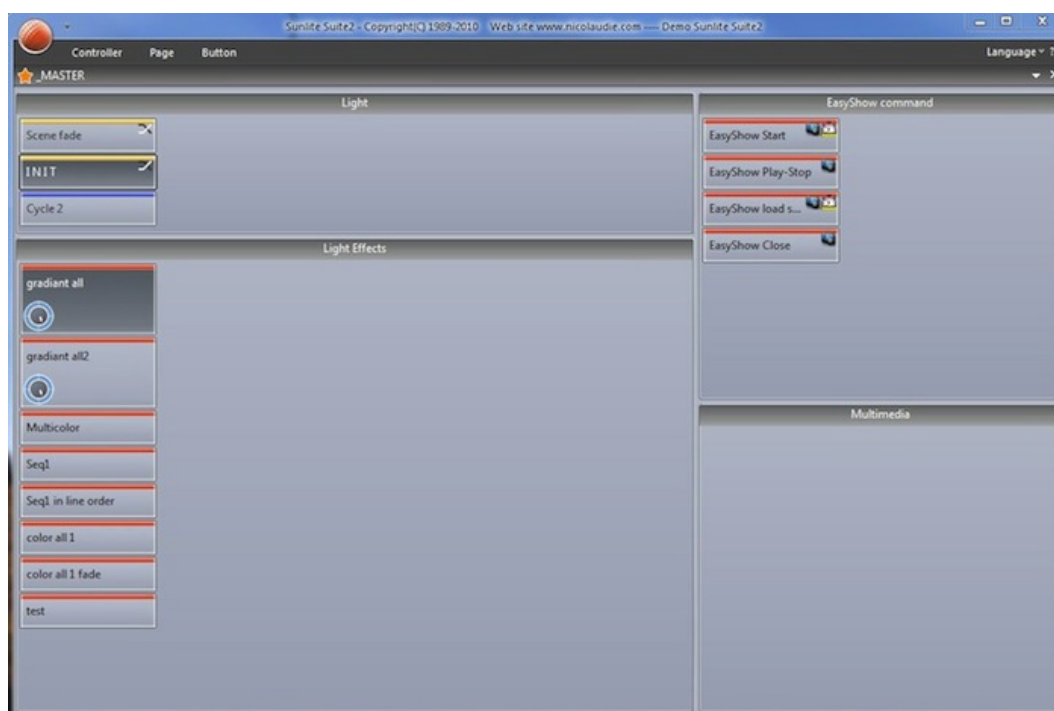 Sunlite Suite2 - Copyright(C) 1989-2010 Web site www.nicolaudie.com ---- Demo Sunlite Suite2
Controller Page Button Language ?
_MASTER
Light
Scene fade
INIT
Cycle 2
Light Effects
gradiant all
gradiant all2
Multicolor
Seq1
Seq1 in line order
color all 1
color all 1 fade
test
EasyShow command
EasyShow Start
EasyShow Play-Stop
EasyShow load s...
EasyShow Close
Multimedia